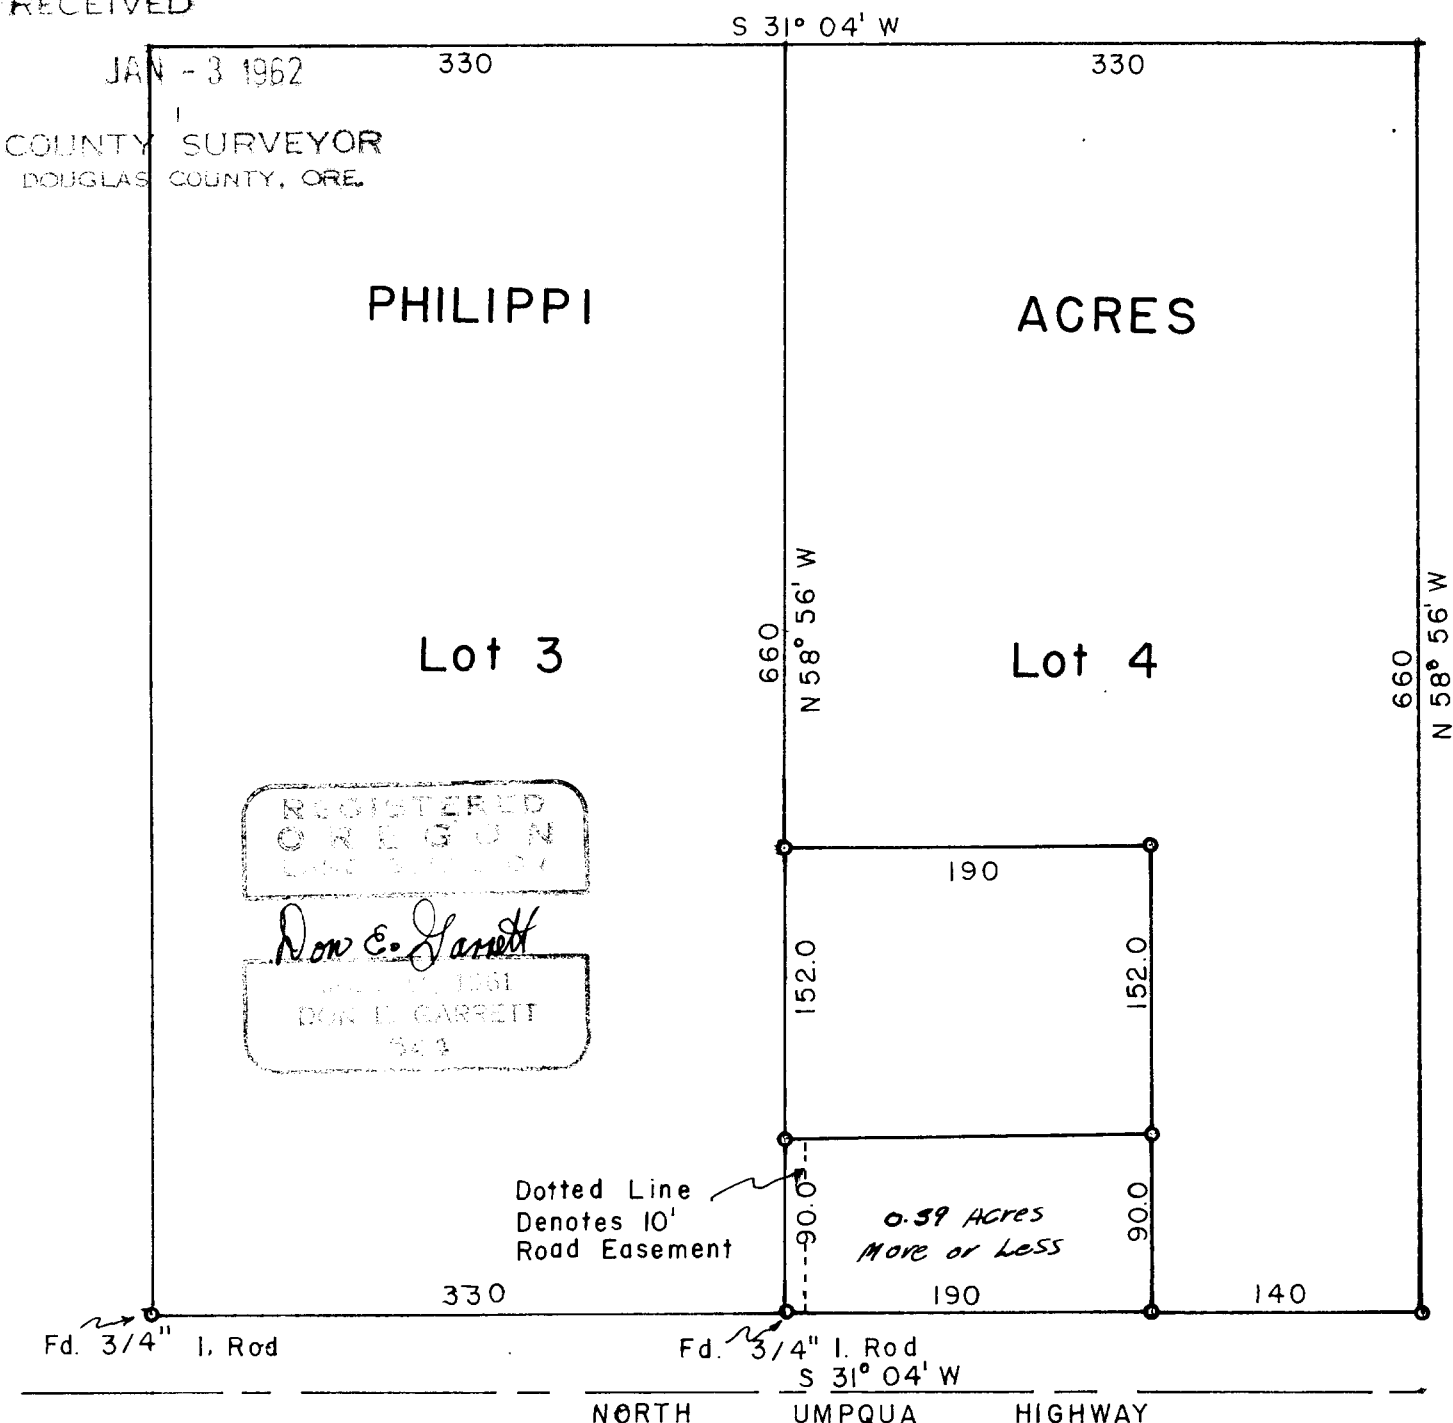 RECEIVED
JAN - 3 1962
COUNTY SURVEYOR
DOUGLAS COUNTY, ORE.
S 31° 04' W
330
330
PHILIPPI
ACRES
Lot 3
Lot 4
660
N 58° 56' W
660
N 58° 56' W
REGISTERED
OREGON
Don E. Garrett
1961
DON E. GARRETT
190
152.0
152.0
Dotted Line
Denotes 10'
Road Easement
90.0
0.39 Acres
More or Less
90.0
330
190
140
Fd. 3/4" I. Rod
Fd. 3/4" I. Rod
S 31° 04' W
NORTH UMPQUA HIGHWAY